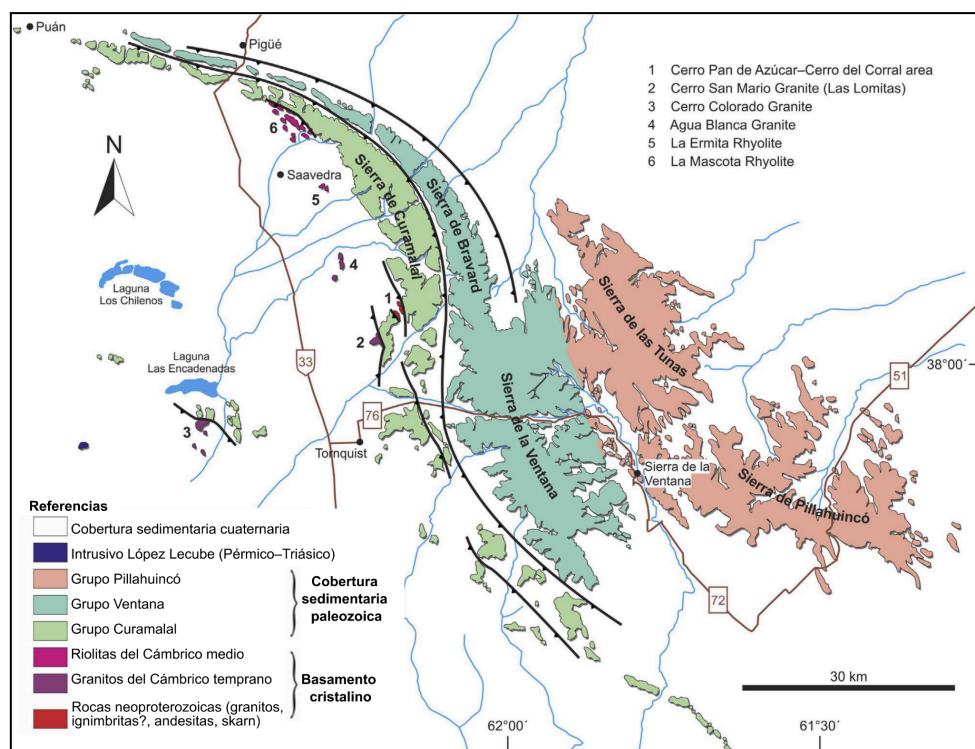 Puán
Pigüé
1 Cerro Pan de Azúcar–Cerro del Corral area
2 Cerro San Mario Granite (Las Lomitas)
3 Cerro Colorado Granite
4 Agua Blanca Granite
5 La Ermita Rhyolite
6 La Mascota Rhyolite
N
6
Saavedra
5
Sierra de Curamalal
Sierra de Bravard
4
Laguna
Los Chilenos
1
2
Sierra de las Tunas
Laguna
Las Encadenadas
33
38°00´
51
76
3
Tornquist
Sierra de la Ventana
Sierra de la
Ventana
Sierra de Pillahuincó
72
Referencias
Cobertura sedimentaria cuaternaria
Intrusivo López Lecube (Pérmico–Triásico)
Grupo Pillahuincó
Grupo Ventana
Grupo Curamalal
Cobertura
sedimentaria
paleozoica
Riolitas del Cámbrico medio
Granitos del Cámbrico temprano
Rocas neoproterozoicas (granitos,
ignimbritas?, andesitas, skarn)
Basamento
cristalino
30 km
62°00´
61°30´